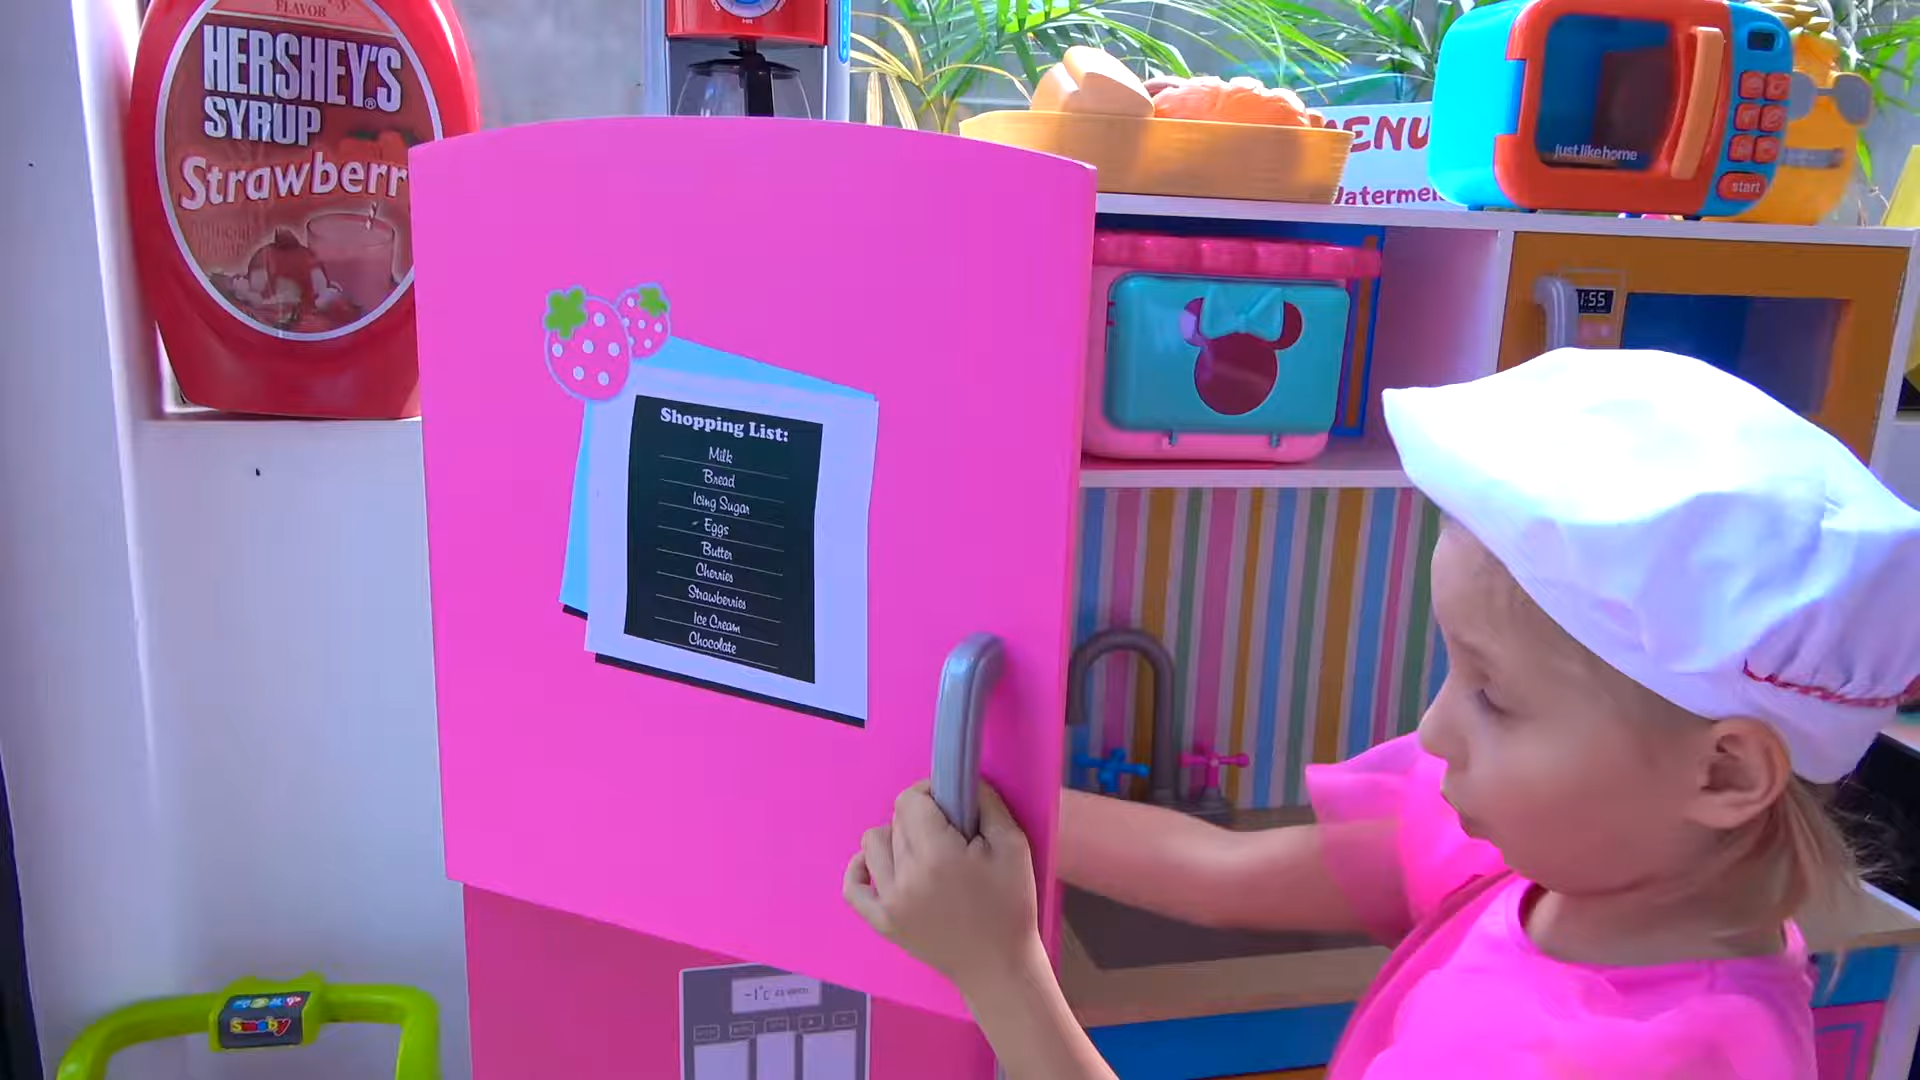 FLAVOR
HERSHEY'S®
SYRUP
Strawberr
MENU
Watermel
just like home
start
1:55
Shopping List:
Milk
Bread
Icing Sugar
Eggs
Butter
Cherries
Strawberries
Ice Cream
Chocolate
-1°C
Smoby